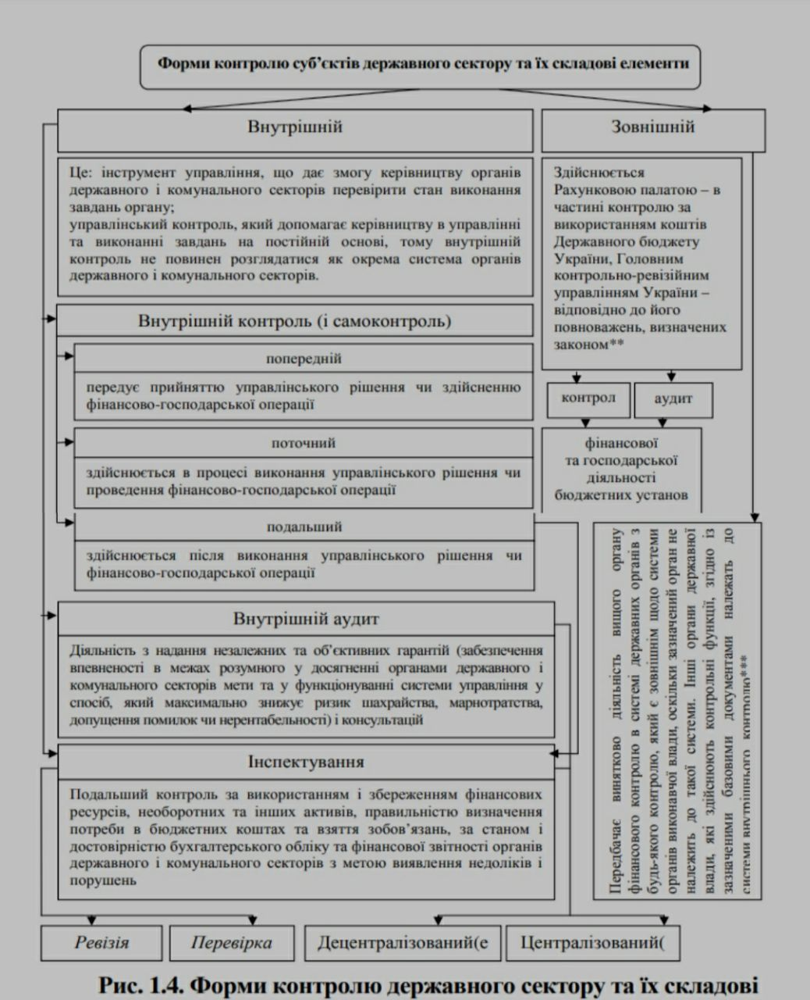 Форми контролю суб’єктів державного сектору та їх складові елементи
Внутрішній
Це: інструмент управління, що дає змогу керівництву органів
державного і комунального секторів перевірити стан виконання
завдань органу;
управлінський контроль, який допомагає керівництву в управлінні
та виконанні завдань на постійній основі, тому внутрішній
контроль не повинен розглядатися як окрема система органів
державного і комунального секторів.
Внутрішній контроль (і самоконтроль)
попередній
передує прийняттю управлінського рішення чи здійсненню
фінансово-господарської операції
поточний
здійснюється в процесі виконання управлінського рішення чи
проведення фінансово-господарської операції
подальший
здійснюється після виконання управлінського рішення чи
фінансово-господарської операції
Внутрішній аудит
Діяльність з надання незалежних та об’єктивних гарантій (забезпечення
впевненості в межах розумного у досягненні органами державного і
комунального секторів мети та у функціонуванні системи управління у
спосіб, який максимально знижує ризик шахрайства, марнотратства,
допущення помилок чи нерентабельності) і консультацій
Інспектування
Подальший контроль за використанням і збереженням фінансових
ресурсів, необоротних та інших активів, правильністю визначення
потреби в бюджетних коштах та взяття зобов’язань, за станом і
достовірністю бухгалтерського обліку та фінансової звітності органів
державного і комунального секторів з метою виявлення недоліків і
порушень
Зовнішній
Здійснюється
Рахунковою палатою – в
частині контролю за
використанням коштів
Державного бюджету
України, Головним
контрольно-ревізійним
управлінням України –
відповідно до його
повноважень, визначених
законом**
контрол
аудит
фінансової
та господарської
діяльності
бюджетних установ
Передбачає винятково діяльність вищого органу
фінансового контролю в системі державних органів з
будь-якого контролю, який є зовнішнім щодо системи
органів виконавчої влади, оскільки зазначений орган не
належить до такої системи. Інші органи державної
влади, які здійснюють контрольні функції, згідно із
зазначеними базовими документами належать до
системи внутрішнього контролю***
Ревізія
Перевірка
Децентралізований(е
Централізований(
Рис. 1.4. Форми контролю державного сектору та їх складові